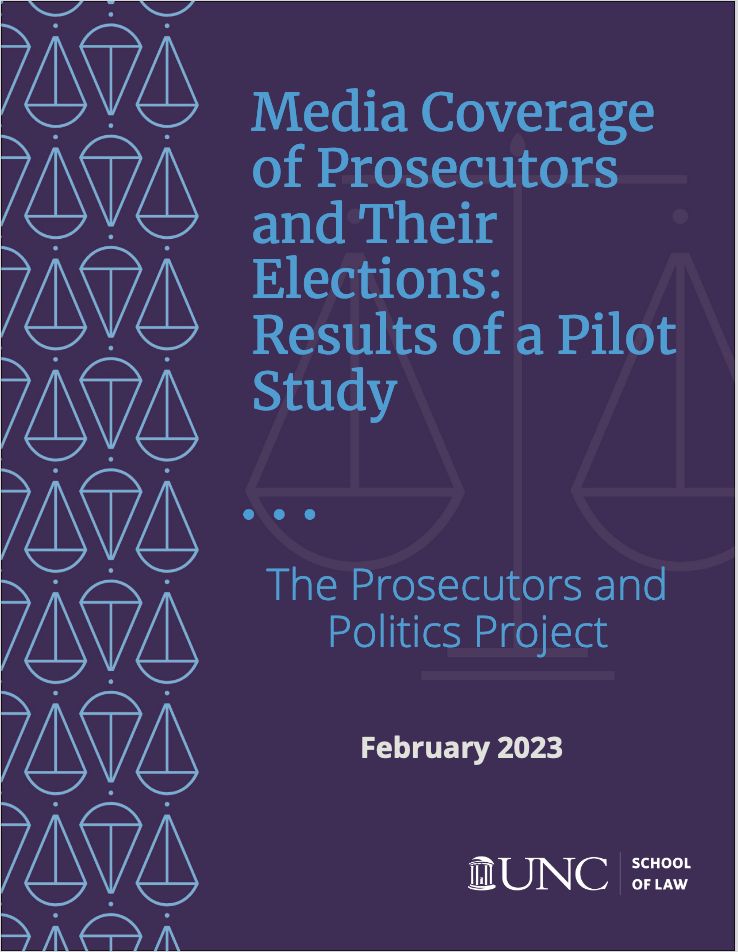 Media Coverage
of Prosecutors
and Their
Elections:
Results of a Pilot
Study
The Prosecutors and
Politics Project
February 2023
UNC
SCHOOL
OF LAW